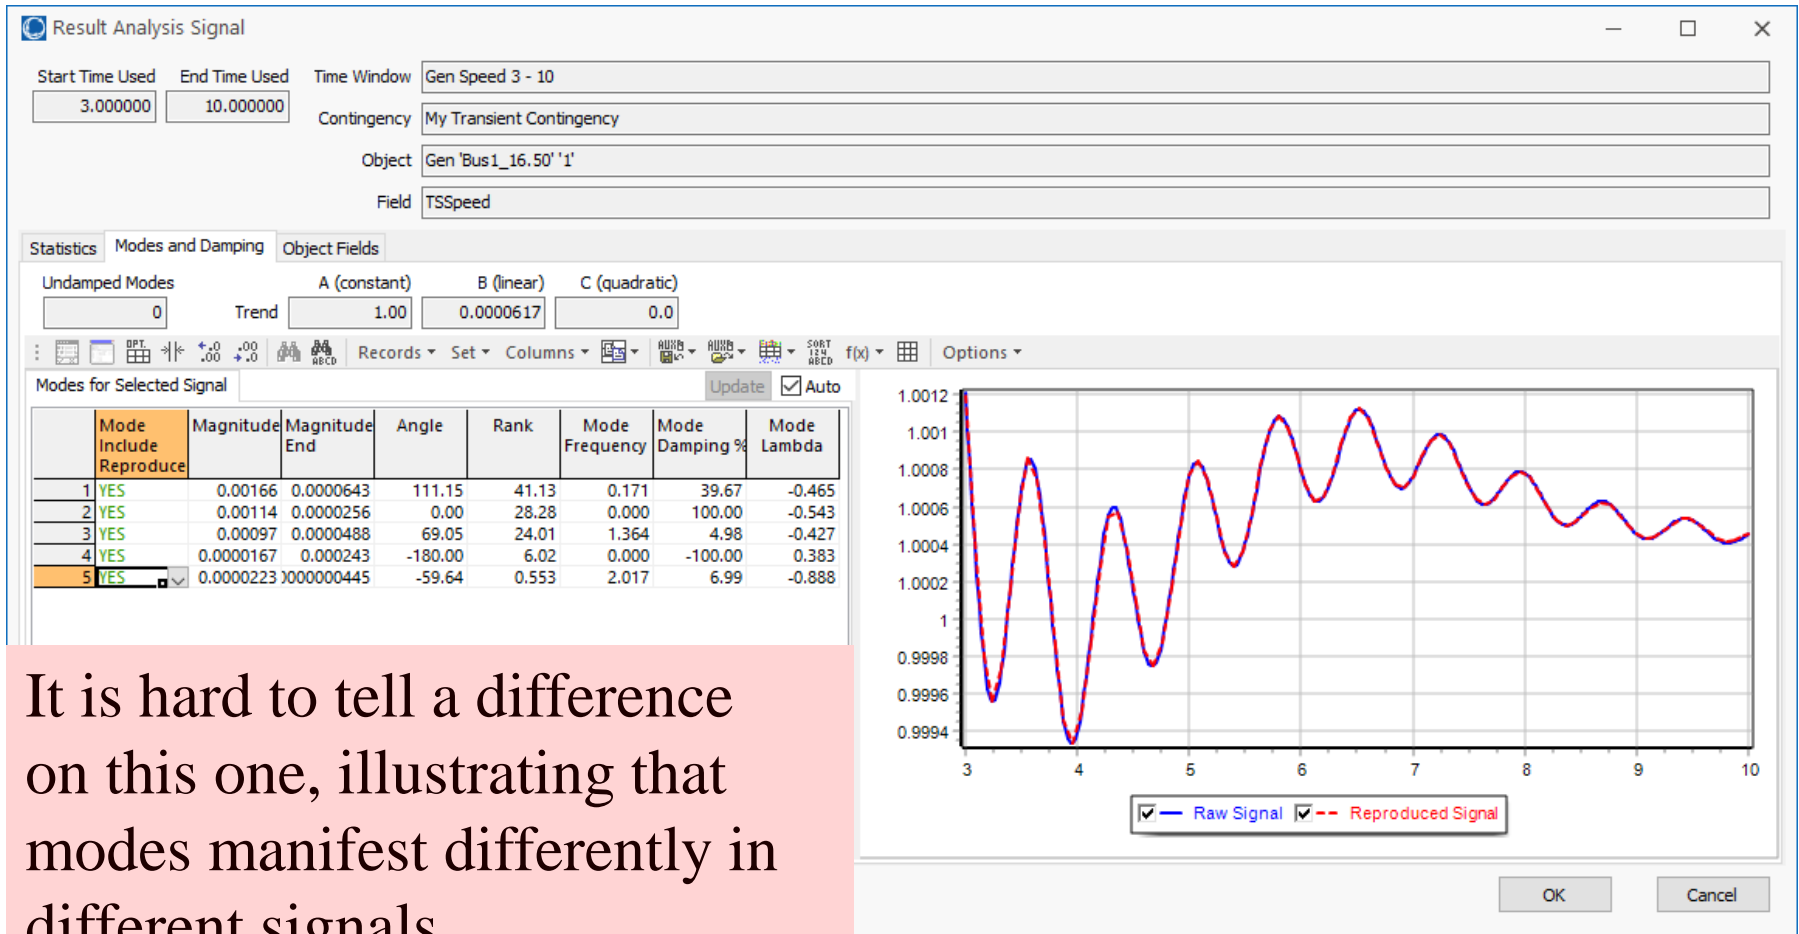 Result Analysis Signal
Start Time Used End Time Used Time Window Gen Speed 3 - 10
3.000000 10.000000
Contingency My Transient Contingency
Object Gen 'Bus1_16.50' '1'
Field TSSpeed
Statistics Modes and Damping Object Fields
Undamped Modes A (constant) B (linear) C (quadratic)
0 Trend 1.00 0.0000617 0.0
Records Set Columns f(x) Options
Modes for Selected Signal Update Auto
Mode Include Reproduce Magnitude Magnitude End Angle Rank Mode Frequency Mode Damping % Mode Lambda
1 YES 0.00166 0.0000643 111.15 41.13 0.171 39.67 -0.465
2 YES 0.00114 0.0000256 0.00 28.28 0.000 100.00 -0.543
3 YES 0.00097 0.0000488 69.05 24.01 1.364 4.98 -0.427
4 YES 0.0000167 0.000243 -180.00 6.02 0.000 -100.00 0.383
5 YES 0.0000223 0000000445 -59.64 0.553 2.017 6.99 -0.888
1.0012
1.001
1.0008
1.0006
1.0004
1.0002
1
0.9998
0.9996
0.9994
3 4 5 6 7 8 9 10
Raw Signal Reproduced Signal
It is hard to tell a difference
on this one, illustrating that
modes manifest differently in
different signals
OK Cancel